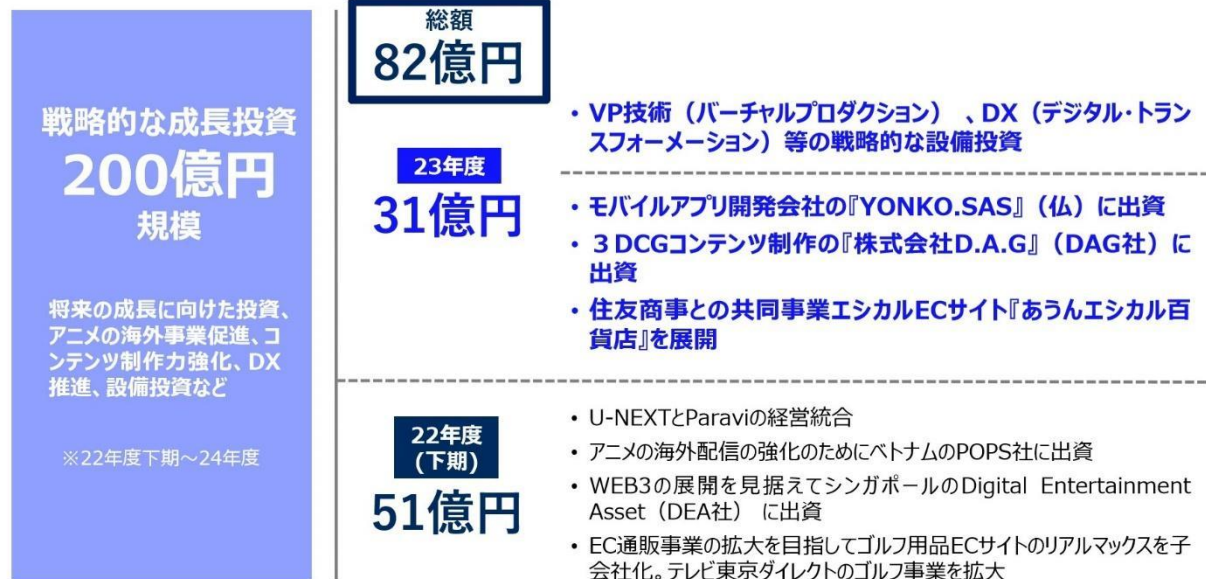 戦略的な成長投資
200億円
規模
将来の成長に向けた投資、
アニメの海外事業促進、コ
ンテンツ制作力強化、DX
推進、設備投資など
※22年度下期～24年度
総額
82億円
23年度
31億円
・VP技術（バーチャルプロダクション） 、DX（デジタル・トラン
スフォーメーション）等の戦略的な設備投資
・モバイルアプリ開発会社の『YONKO.SAS』（仏）に出資
・３DCGコンテンツ制作の『株式会社D.A.G』（DAG社）に
出資
・住友商事との共同事業エシカルECサイト『あうんエシカル百
貨店』を展開
22年度
(下期)
51億円
・U-NEXTとParaviの経営統合
・アニメの海外配信の強化のためにベトナムのPOPS社に出資
・WEB3の展開を見据えてシンガポールのDigital Entertainment
Asset（DEA社） に出資
・EC通販事業の拡大を目指してゴルフ用品ECサイトのリアルマックスを子
会社化。テレビ東京ダイレクトのゴルフ事業を拡大